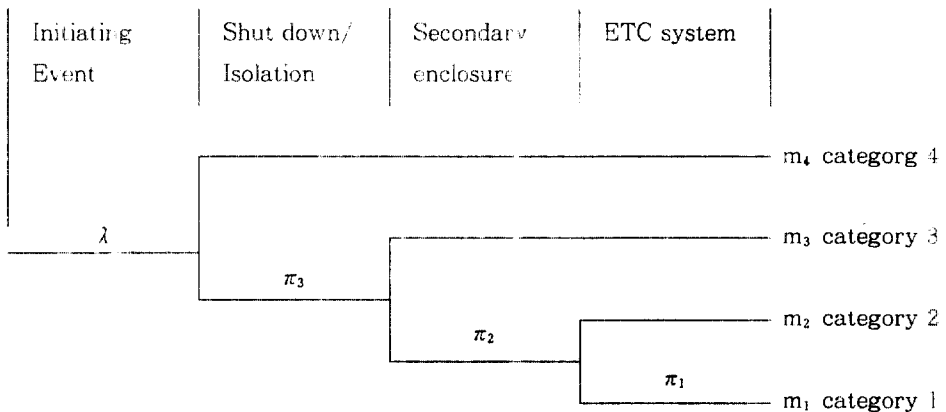 Initiating
Event
Shut down/
Isolation
Secondary
enclosure
ETC system
m₄ categorg 4
λ
m₃ category 3
π₃
m₂ category 2
π₂
π₁
m₁ category 1